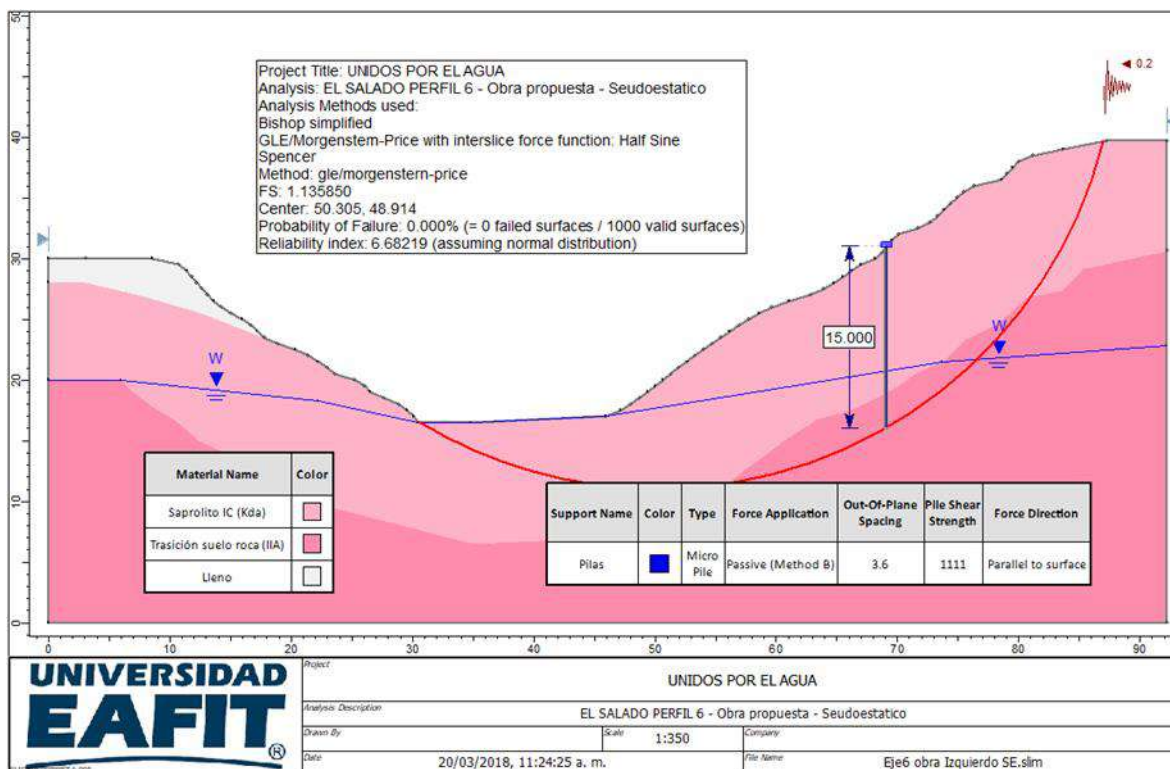 Project Title: UNIDOS POR EL AGUA
Analysis: EL SALADO PERFIL 6 - Obra propuesta - Seudoestatico
Analysis Methods used:
Bishop simplified
GLE/Morgenstern-Price with interslice force function: Half Sine
Spencer
Method: gle/morgenstern-price
FS: 1.135850
Center: 50.305, 48.914
Probability of Failure: 0.000% (= 0 failed surfaces / 1000 valid surfaces)
Reliability index: 6.68219 (assuming normal distribution)
0.2
50
40
30
20
10
0
W
W
15.000
Material Name Color
Saprolito IC (Kda)
Trasición suelo roca (IIA)
Lleno
Support Name Color Type Force Application Out-Of-Plane Spacing Pile Shear Strength Force Direction
Pilas Micro Pile Passive (Method B) 3.6 1111 Parallel to surface
0 10 20 30 40 50 60 70 80 90
UNIVERSIDAD
EAFIT
®
Project
UNIDOS POR EL AGUA
Analysis Description
EL SALADO PERFIL 6 - Obra propuesta - Seudoestatico
Drawn By
Scale
1:350
Company
Date
20/03/2018, 11:24:25 a. m.
File Name
Eje6 obra Izquierdo SE.slim